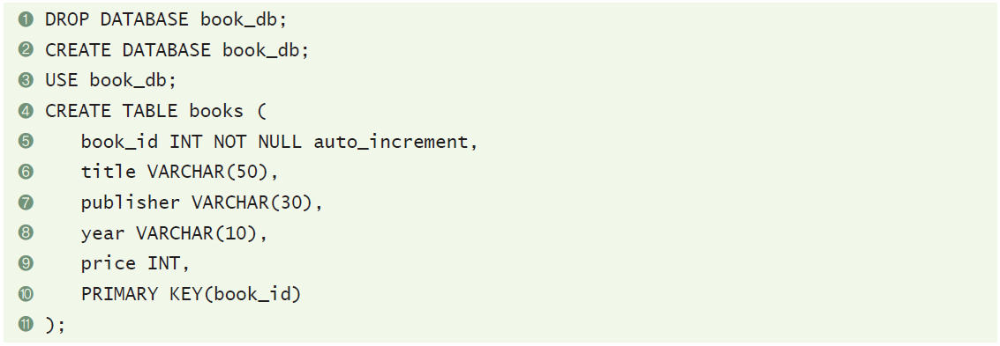 ❶ DROP DATABASE book_db;
❷ CREATE DATABASE book_db;
❸ USE book_db;
❹ CREATE TABLE books (
❺ book_id INT NOT NULL auto_increment,
❻ title VARCHAR(50),
❼ publisher VARCHAR(30),
❽ year VARCHAR(10),
❾ price INT,
❿ PRIMARY KEY(book_id)
⓫ );